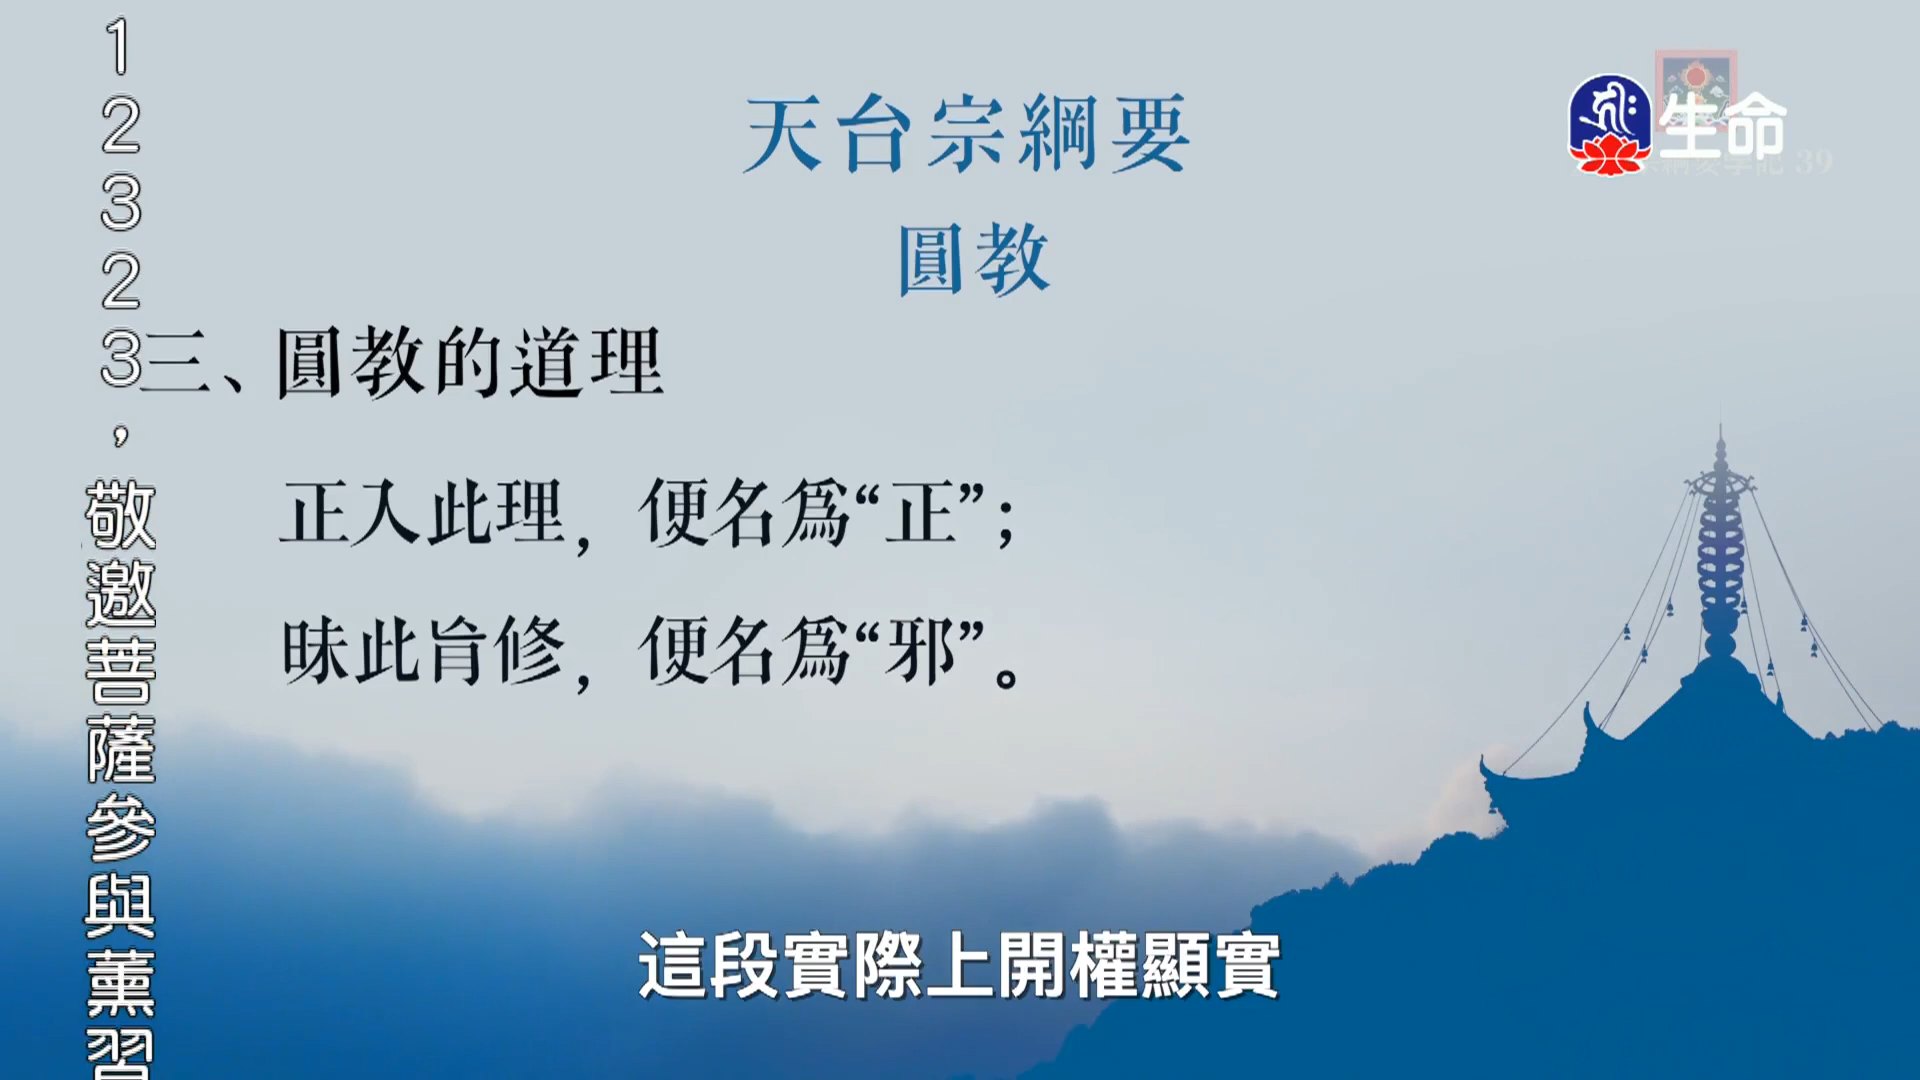 天台宗綱要
圓教
三、圓教的道理
正入此理，便名爲“正”；
昧此旨修，便名爲“邪”。
這段實際上開權顯實
12323，敬邀菩薩參與薰習
生命
39